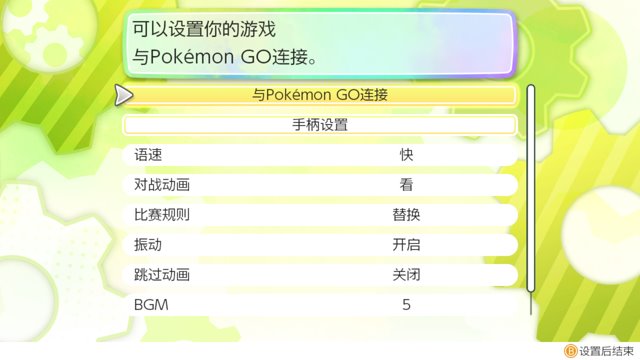 可以设置你的游戏
与Pokémon GO连接。
与Pokémon GO连接
手柄设置
语速 快
对战动画 看
比赛规则 替换
振动 开启
跳过动画 关闭
BGM 5
Ⓑ设置后结束